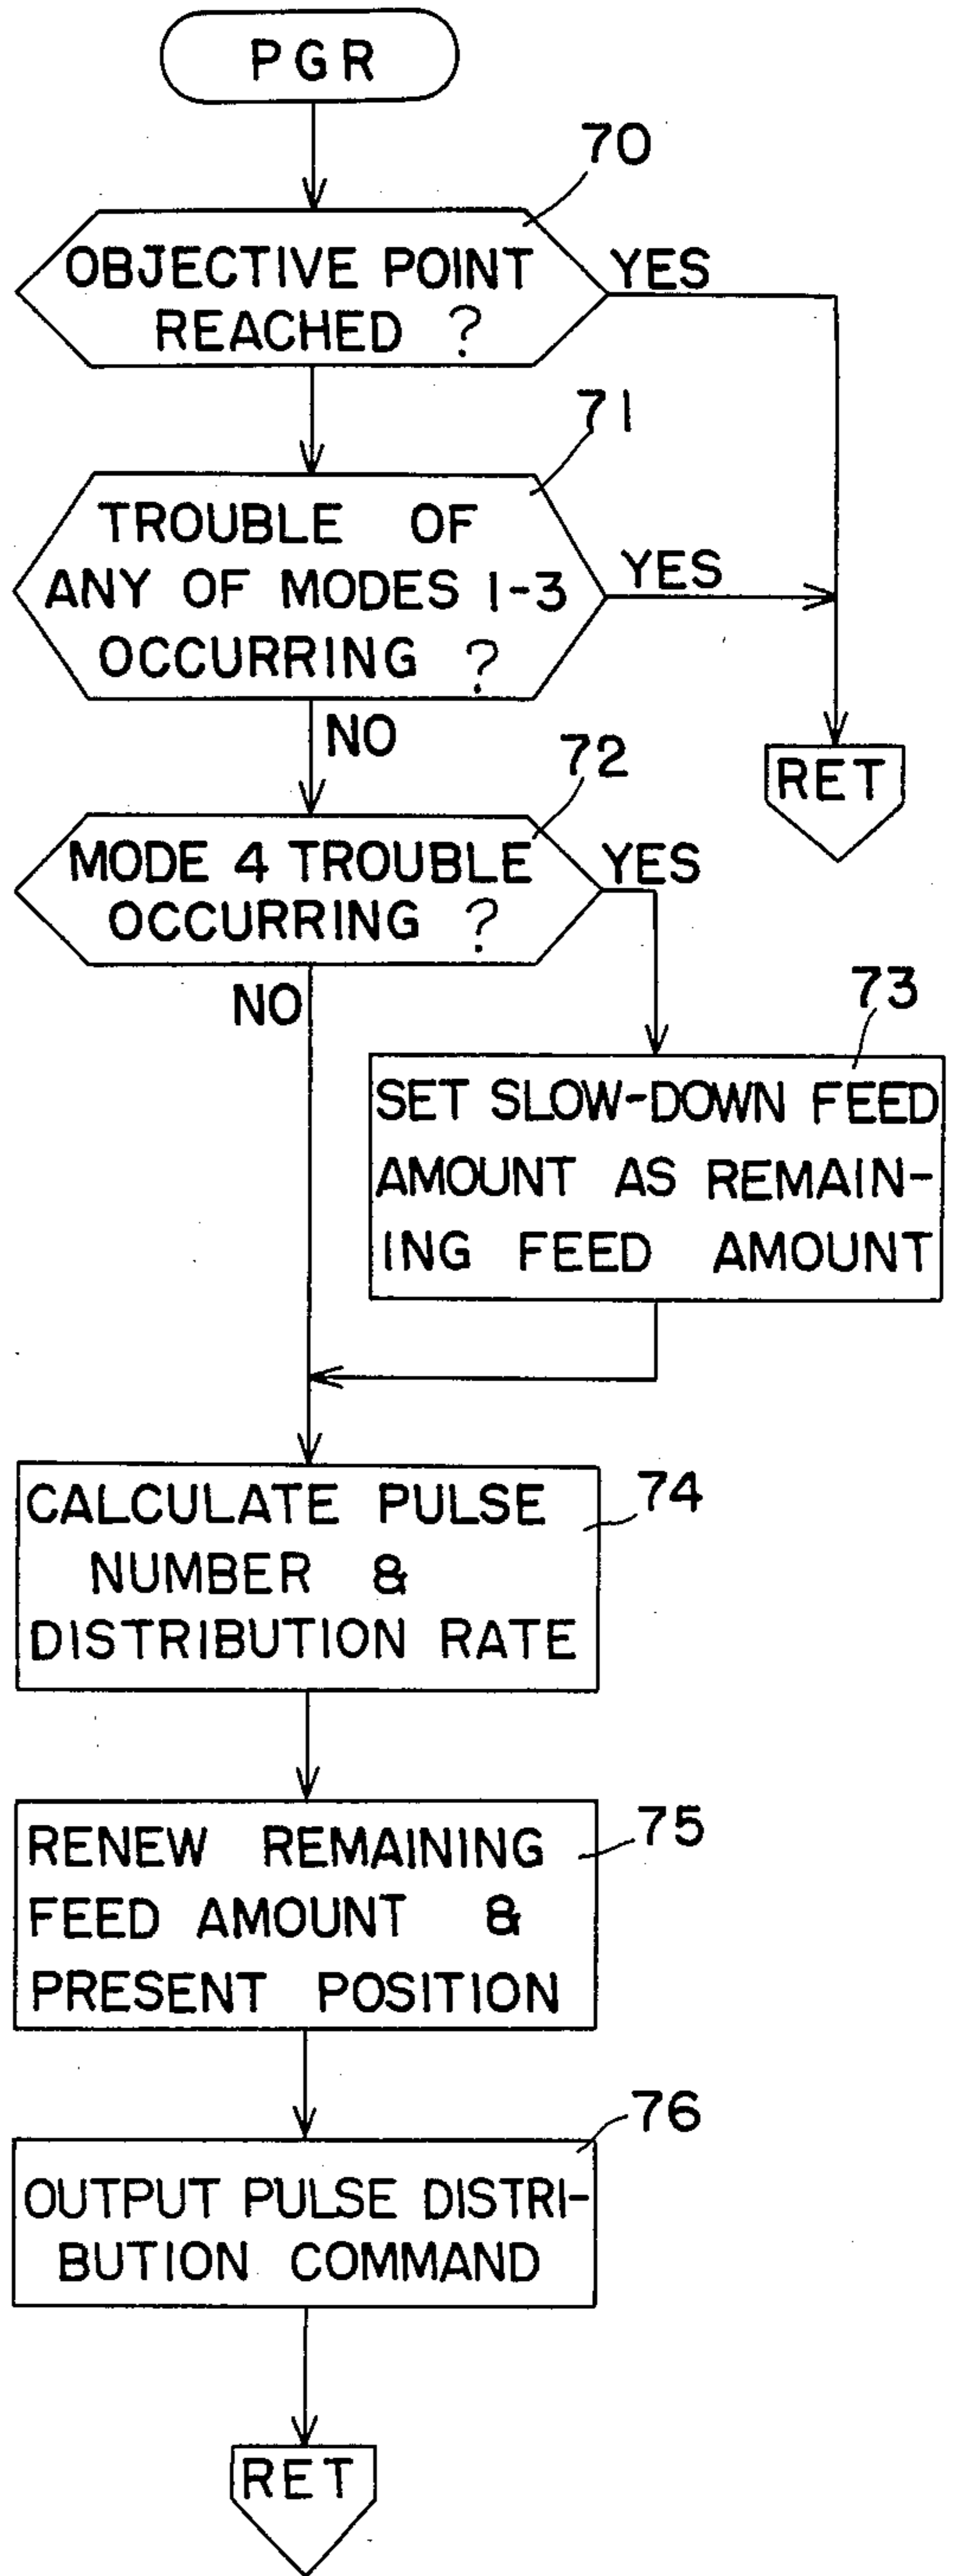 PGR
70
OBJECTIVE POINT
REACHED ?
YES
71
TROUBLE OF
ANY OF MODES 1-3
OCCURRING ?
YES
NO
RET
72
MODE 4 TROUBLE
OCCURRING ?
YES
NO
73
SET SLOW-DOWN FEED
AMOUNT AS REMAIN-
ING FEED AMOUNT
74
CALCULATE PULSE
NUMBER &
DISTRIBUTION RATE
75
RENEW REMAINING
FEED AMOUNT &
PRESENT POSITION
76
OUTPUT PULSE DISTRI-
BUTION COMMAND
RET